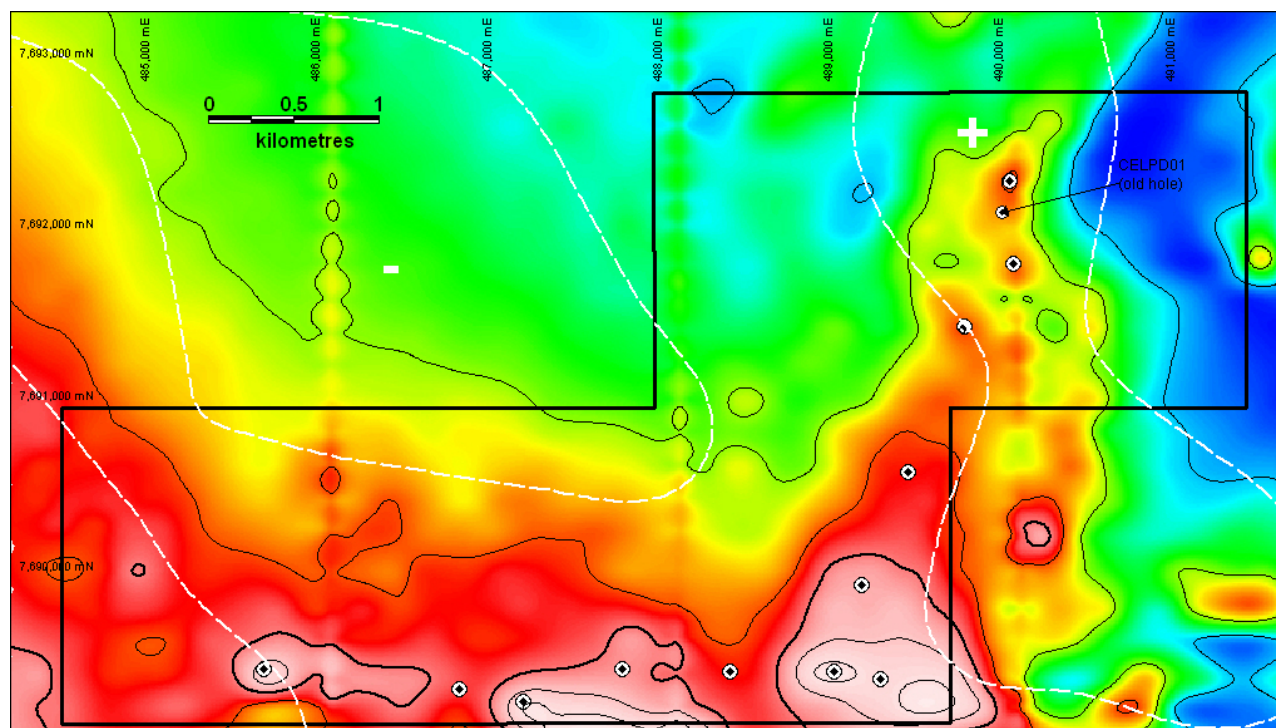 7,693,000 mN
485,000 mE
486,000 mE
487,000 mE
488,000 mE
489,000 mE
490,000 mE
491,000 mE
0 0.5 1
kilometres
+
CELPD01
(old hole)
7,692,000 mN
-
7,691,000 mN
7,690,000 mN